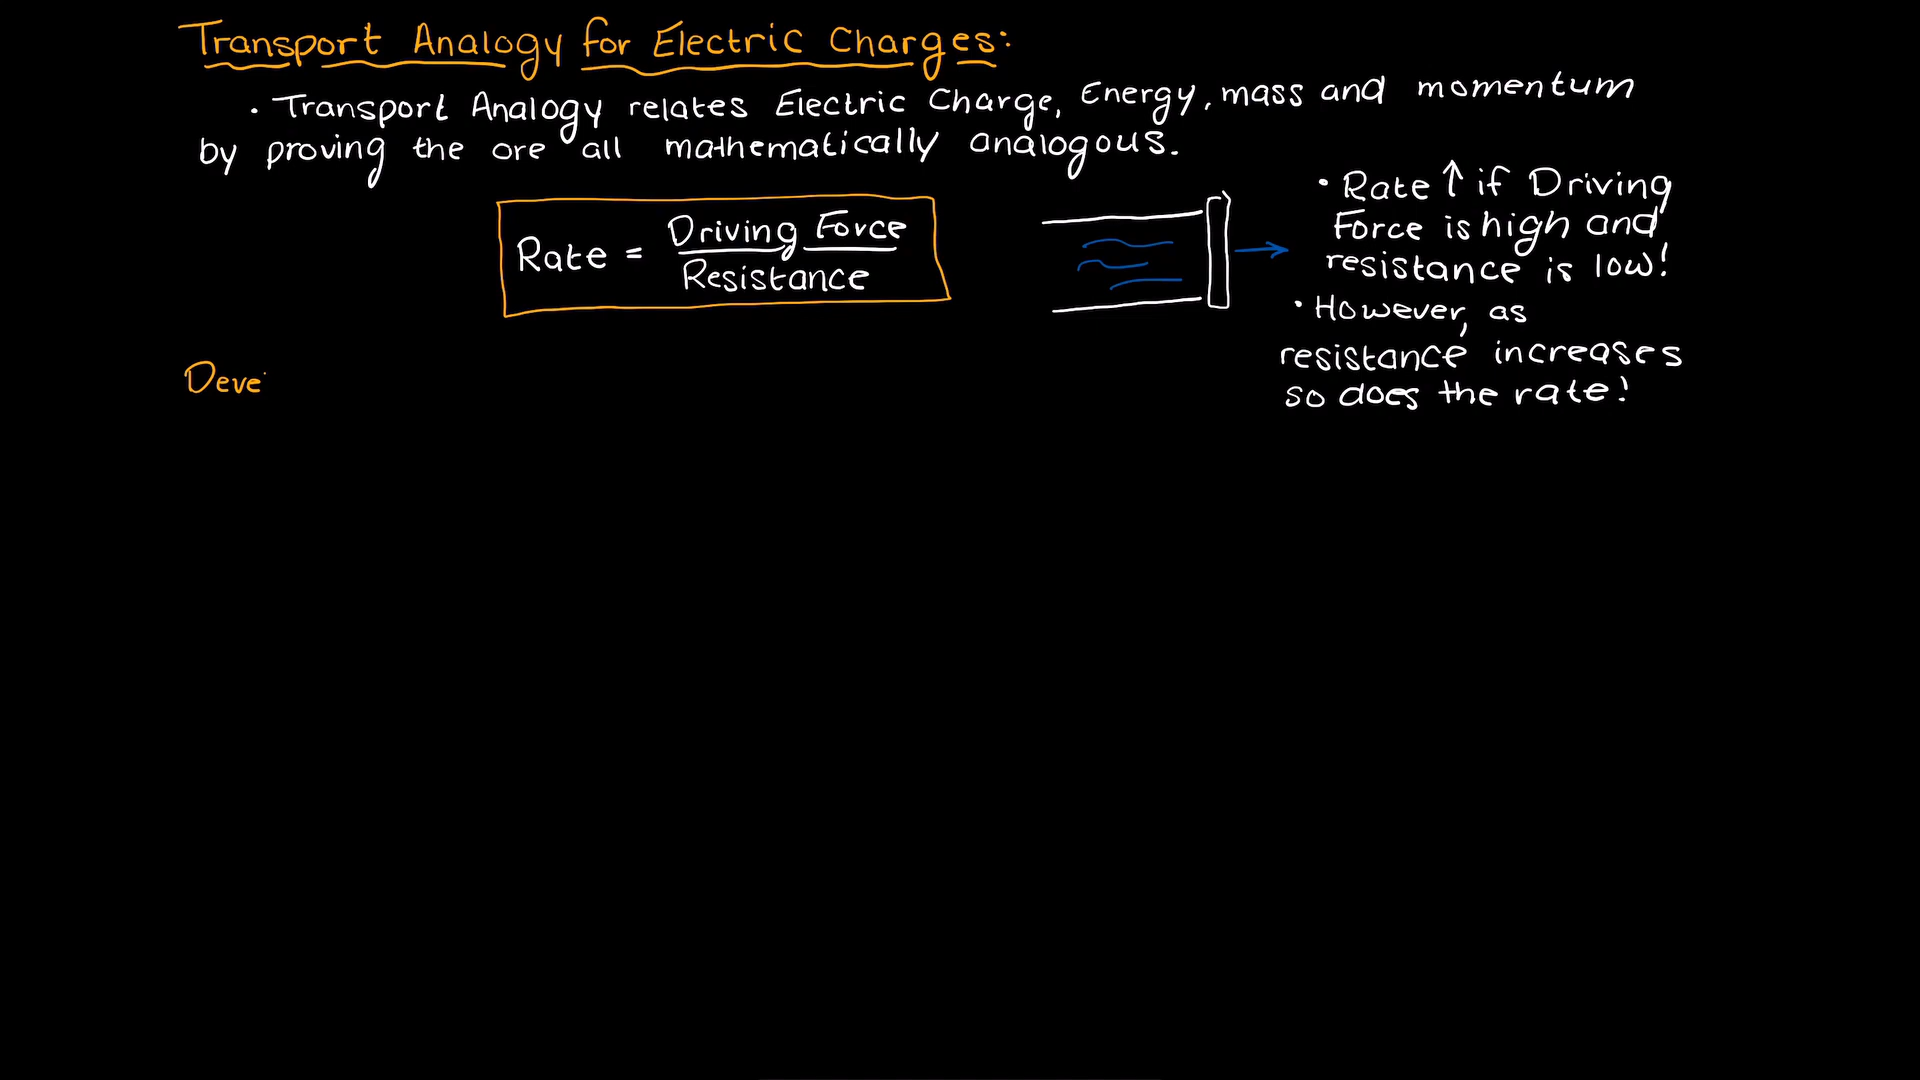 Transport Analogy for Electric Charges:
• Transport Analogy relates Electric Charge, Energy, mass and momentum
by proving the ore all mathematically analogous.
Rate = Driving Force
Resistance
• Rate ↑ if Driving
Force is high and
resistance is low!
• However, as
resistance increases
so does the rate!
Deve